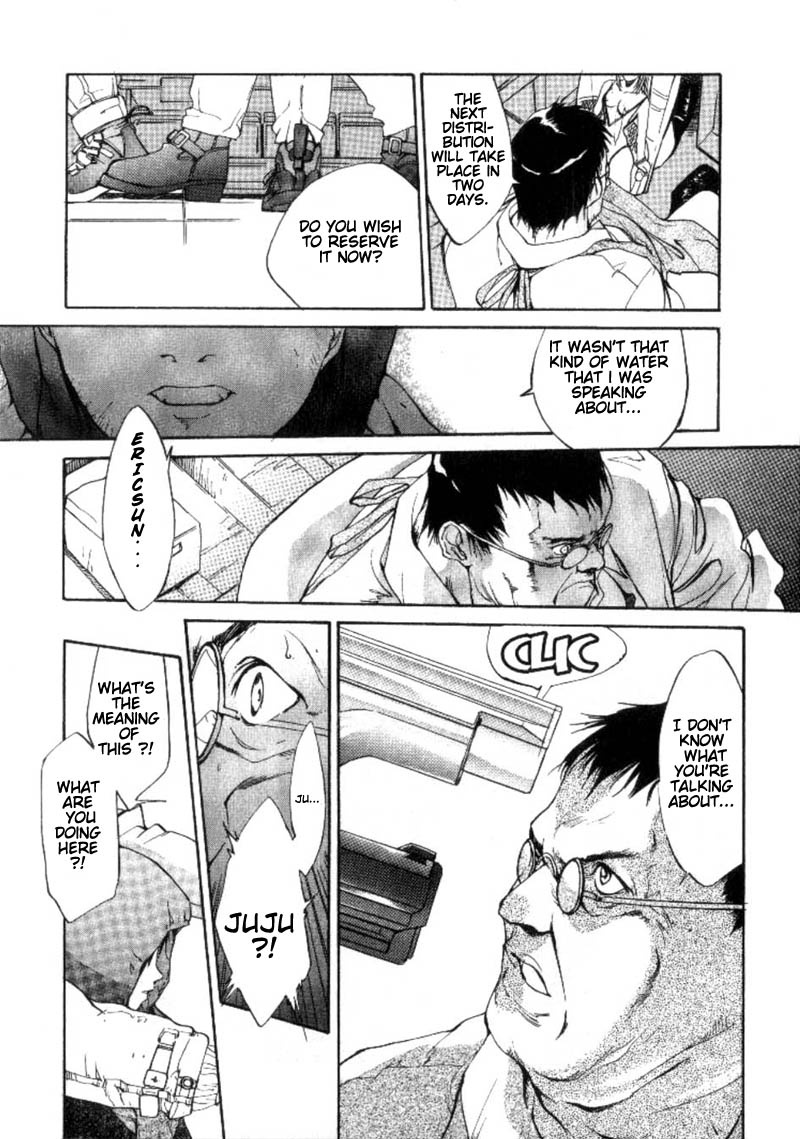 THE
NEXT
DISTRI-
BUTION
WILL TAKE
PLACE IN
TWO
DAYS.
DO YOU WISH
TO RESERVE
IT NOW?
IT WASN'T THAT
KIND OF WATER
THAT I WAS
SPEAKING
ABOUT...
ERICSUN...
I DON'T
KNOW
WHAT
YOU'RE
TALKING
ABOUT...
CLIC
JU...
JUJU
?!
WHAT'S
THE
MEANING
OF
THIS ?!
WHAT
ARE
YOU
DOING
HERE
?!